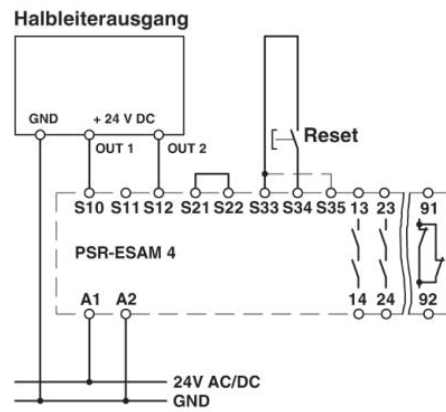 Halbleiterausgang
GND + 24 V DC
OUT 1 OUT 2
Reset
S10 S11 S12 S21 S22 S33 S34 S35 13 23 91
PSR-ESAM 4
A1 A2 14 24 92
24V AC/DC
GND